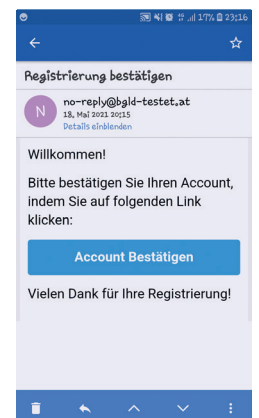 17% 23:16
Registrierung bestätigen
N
no-reply@bgld-testet.at
18. Mai 2021 20:15
Details einblenden
Willkommen!
Bitte bestätigen Sie Ihren Account,
indem Sie auf folgenden Link
klicken:
Account Bestätigen
Vielen Dank für Ihre Registrierung!